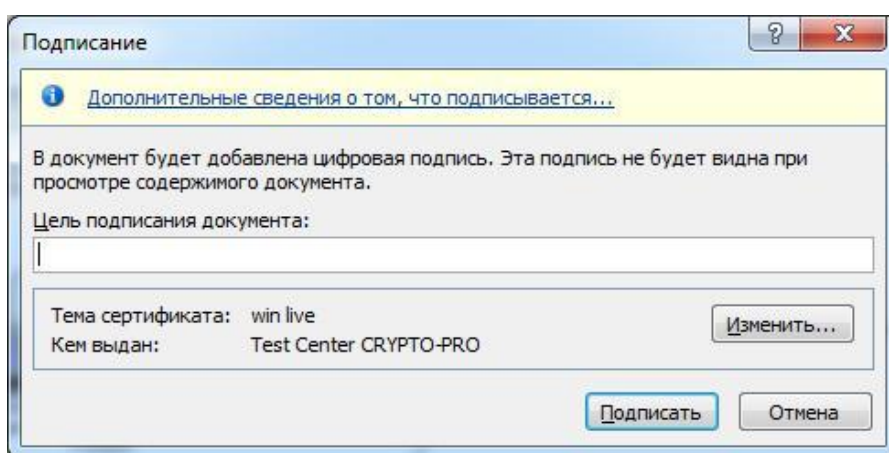 Подписание
Дополнительные сведения о том, что подписывается...
В документ будет добавлена цифровая подпись. Эта подпись не будет видна при
просмотре содержимого документа.
Цель подписания документа:
Тема сертификата: win live
Изменить...
Кем выдан: Test Center CRYPTO-PRO
Подписать Отмена